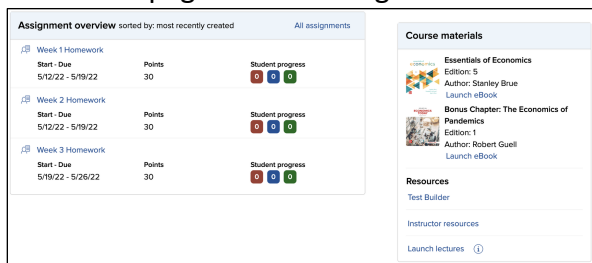 Assignment overview sorted by: most recently created All assignments
Week 1 Homework
Start - Due Points Student progress
5/12/22 - 5/19/22 30 0 0 0
Week 2 Homework
Start - Due Points Student progress
5/12/22 - 5/19/22 30 0 0 0
Week 3 Homework
Start - Due Points Student progress
5/19/22 - 5/26/22 30 0 0 0
Course materials
Essentials of Economics
Edition: 5
Author: Stanley Brue
Launch eBook
Bonus Chapter: The Economics of
Pandemics
Edition: 1
Author: Robert Guell
Launch eBook
Resources
Test Builder
Instructor resources
Launch lectures i